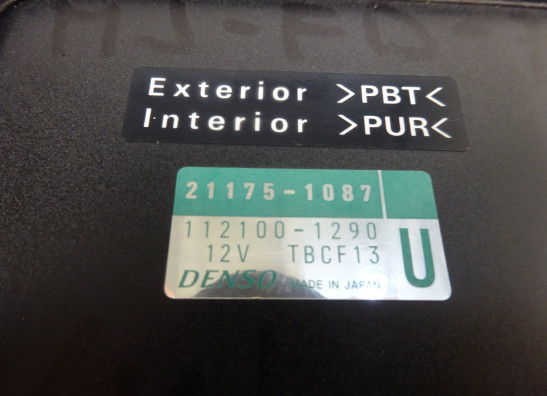 Exterior >PBT<
Interior >PUR<
21175-1087
112100-1290
12V TBCF13
U
DENSO MADE IN JAPAN